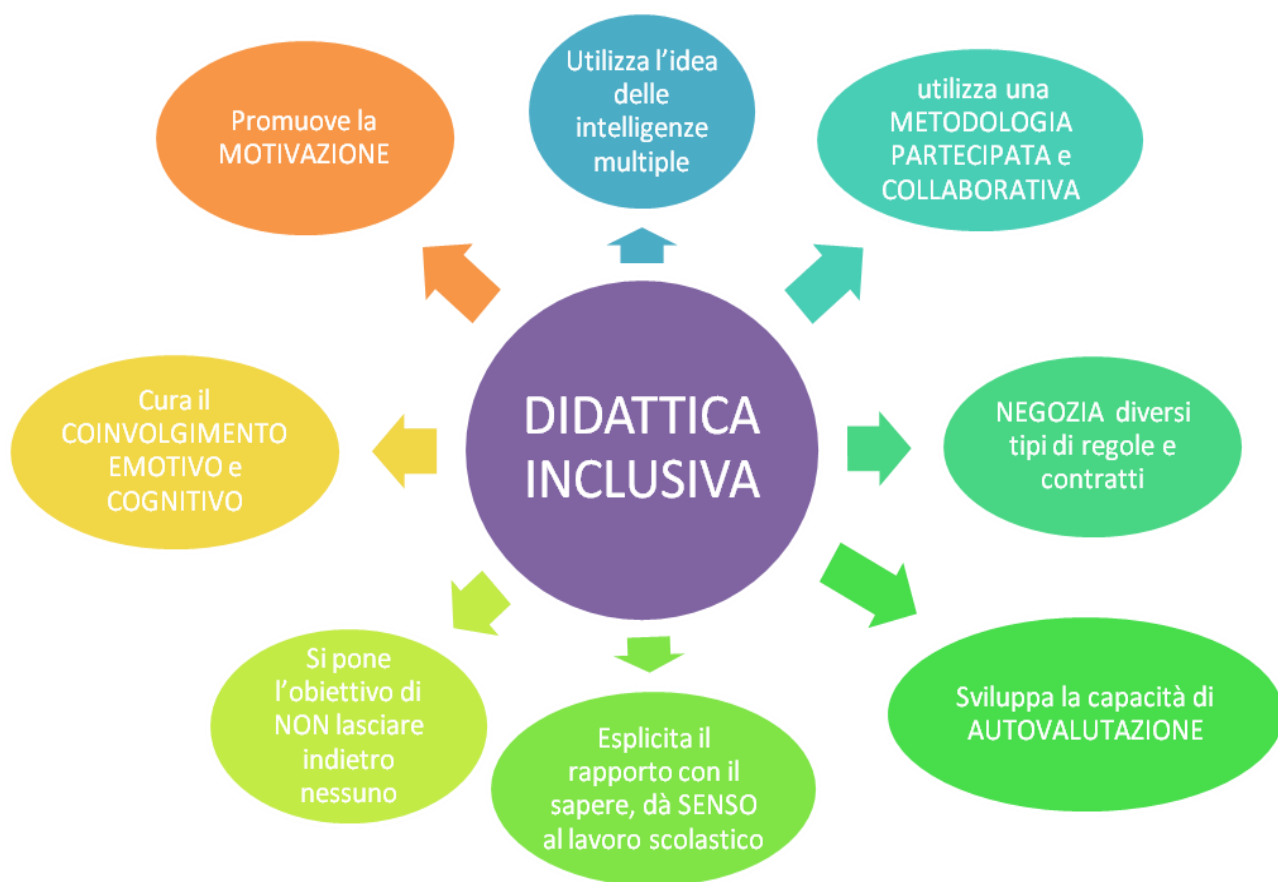 Utilizza l'idea
delle
intelligenze
multiple
utilizza una
METODOLOGIA
PARTECIPATA e
COLLABORATIVA
Promuove la
MOTIVAZIONE
DIDATTICA
INCLUSIVA
Cura il
COINVOLGIMENTO
EMOTIVO e
COGNITIVO
NEGOZIA diversi
tipi di regole e
contratti
Si pone
l'obiettivo di
NON lasciare
indietro
nessuno
Esplicita il
rapporto con il
sapere, dà SENSO
al lavoro scolastico
Sviluppa la capacità di
AUTOVALUTAZIONE